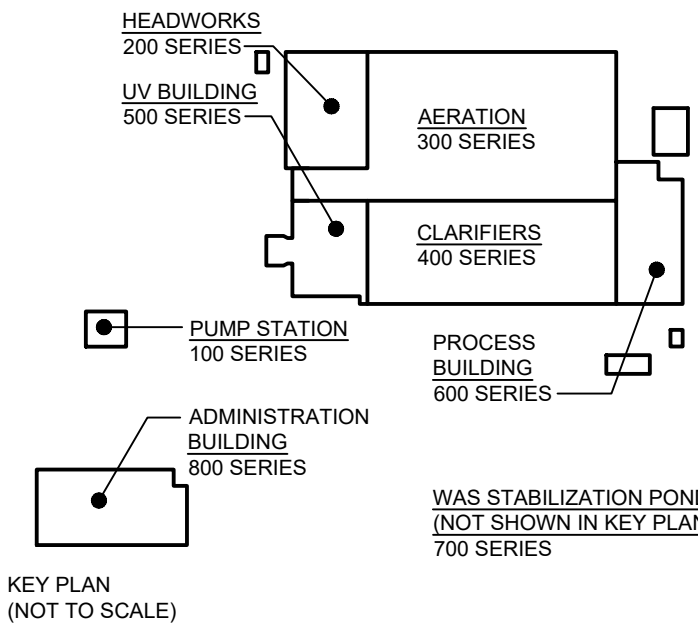 HEADWORKS
200 SERIES
UV BUILDING
500 SERIES
AERATION
300 SERIES
CLARIFIERS
400 SERIES
PUMP STATION
100 SERIES
PROCESS
BUILDING
600 SERIES
ADMINISTRATION
BUILDING
800 SERIES
WAS STABILIZATION POND
(NOT SHOWN IN KEY PLAN
700 SERIES
KEY PLAN
(NOT TO SCALE)